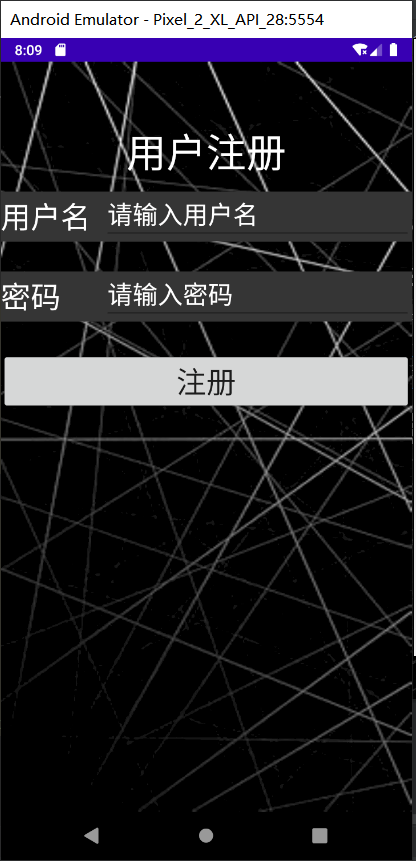 Android Emulator - Pixel_2_XL_API_28:5554
8:09
用户注册
用户名 请输入用户名
密码 请输入密码
注册